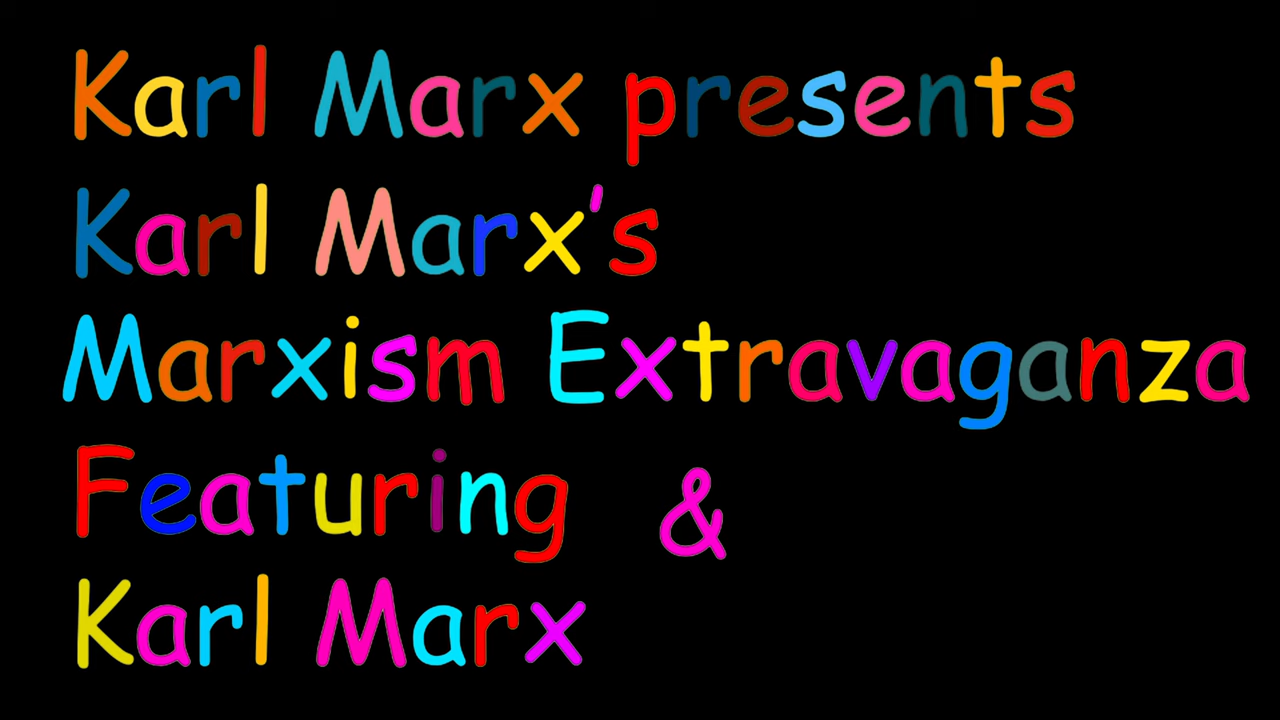 Karl Marx presents
Karl Marx's
Marxism Extravaganza
Featuring &
Karl Marx